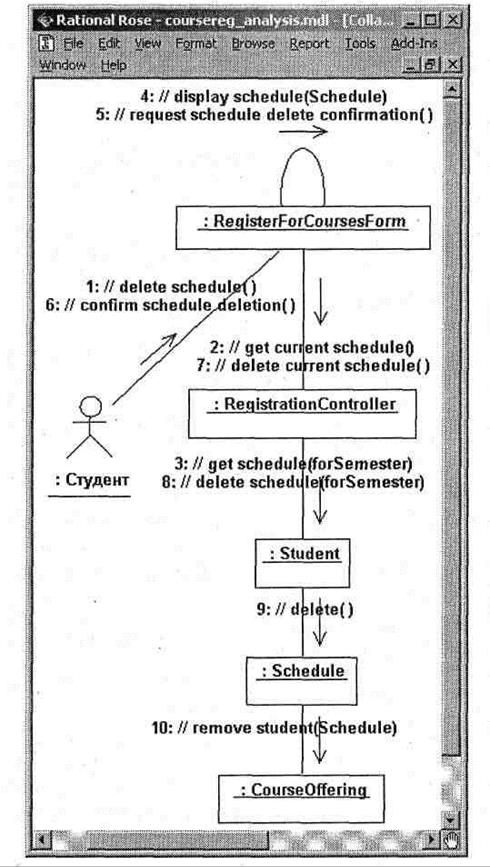 Rational Rose - coursereg_analysis.mdl - [Colla...
File Edit View Format Browse Report Tools Add-Ins
Window Help
4: // display schedule(Schedule)
5: // request schedule delete confirmation( )
: RegisterForCoursesForm
1: // delete schedule( )
6: // confirm schedule deletion( )
2: // get current schedule()
7: // delete current schedule( )
: RegistrationController
: Студент
3: // get schedule(forSemester)
8: // delete schedule(forSemester)
: Student
9: // delete( )
: Schedule
10: // remove student(Schedule)
: CourseOffering